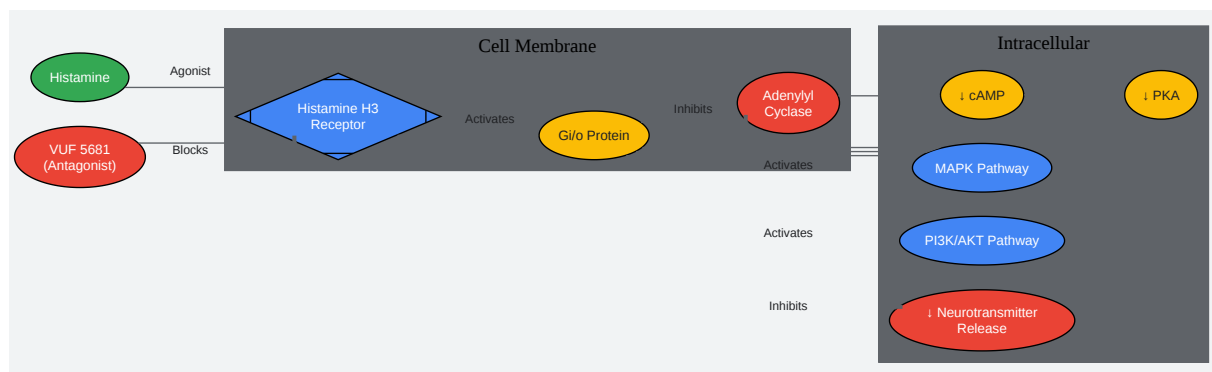 Cell Membrane
Intracellular
Histamine
Agonist
VUF 5681
(Antagonist)
Blocks
Histamine H3
Receptor
Activates
Gi/o Protein
Inhibits
Adenylyl
Cyclase
Activates
Activates
Inhibits
↓ cAMP
↓ PKA
MAPK Pathway
PI3K/AKT Pathway
↓ Neurotransmitter
Release